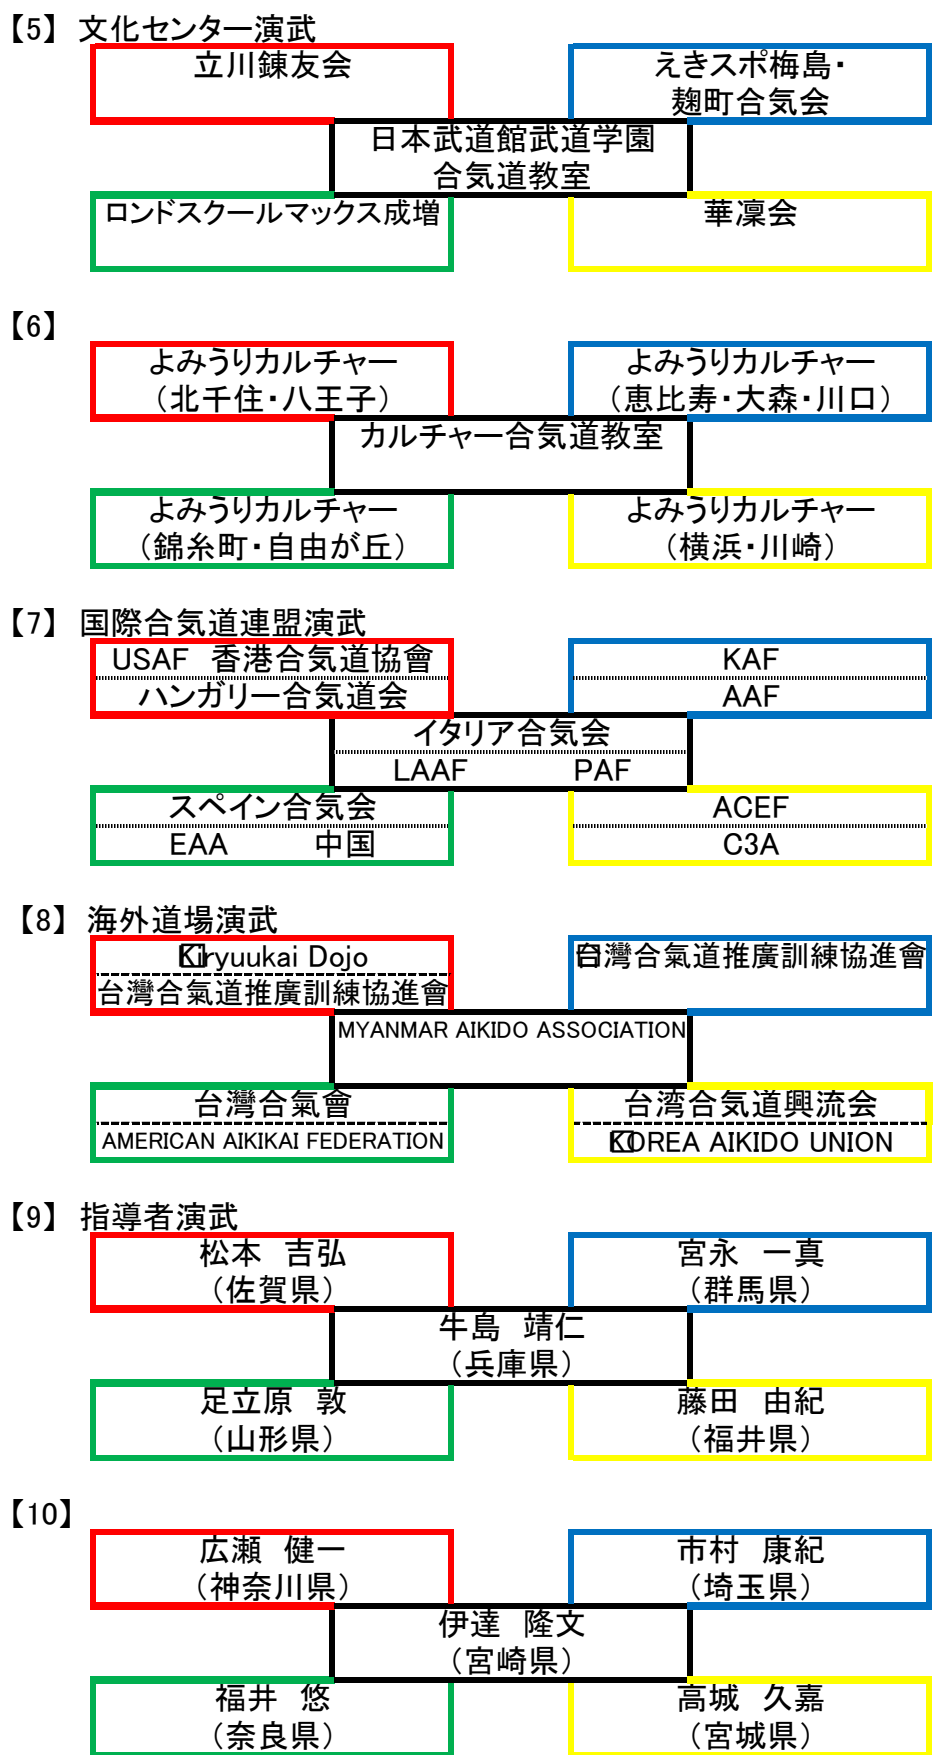 【5】 文化センター演武
立川錬友会
えきスポ梅島・
麹町合気会
日本武道館武道学園
合気道教室
ロンドスクールマックス成増
華凜会
【6】
よみうりカルチャー
（北千住・八王子）
よみうりカルチャー
（恵比寿・大森・川口）
カルチャー合気道教室
よみうりカルチャー
（錦糸町・自由が丘）
よみうりカルチャー
（横浜・川崎）
【7】 国際合気道連盟演武
USAF 香港合気道協會
ハンガリー合気道会
KAF
AAF
イタリア合気会
LAAF PAF
スペイン合気会
EAA 中国
ACEF
C3A
【8】 海外道場演武
Kiryuukai Dojo
台灣合氣道推廣訓練協進會
台灣合氣道推廣訓練協進會
MYANMAR AIKIDO ASSOCIATION
台灣合氣會
AMERICAN AIKIKAI FEDERATION
台湾合気道興流会
KOREA AIKIDO UNION
【9】 指導者演武
松本 吉弘
（佐賀県）
宮永 一真
（群馬県）
牛島 靖仁
（兵庫県）
足立原 敦
（山形県）
藤田 由紀
（福井県）
【10】
広瀬 健一
（神奈川県）
市村 康紀
（埼玉県）
伊達 隆文
（宮崎県）
福井 悠
（奈良県）
高城 久嘉
（宮城県）